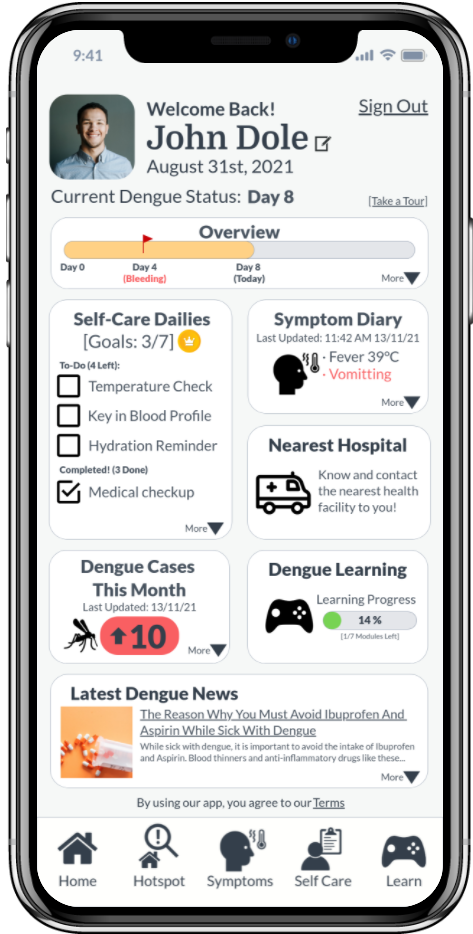 9:41
Welcome Back!
Sign Out
John Dole
August 31st, 2021
Current Dengue Status: Day 8
[Take a Tour]
Overview
Day 0
Day 4
(Bleeding)
Day 8
(Today)
More
Self-Care Dailies
[Goals: 3/7]
To-Do (4 Left):
Temperature Check
Key in Blood Profile
Hydration Reminder
Completed! (3 Done)
Medical checkup
More
Symptom Diary
Last Updated: 11:42 AM 13/11/21
· Fever 39°C
· Vomitting
More
Nearest Hospital
Know and contact
the nearest health
facility to you!
Dengue Cases
This Month
Last Updated: 13/11/21
10
More
Dengue Learning
Learning Progress
14 %
[1/7 Modules Left]
Latest Dengue News
The Reason Why You Must Avoid Ibuprofen And
Aspirin While Sick With Dengue
While sick with dengue, it is important to avoid the intake of Ibuprofen
and Aspirin. Blood thinners and anti-inflammatory drugs like these...
More
By using our app, you agree to our Terms
Home
Hotspot
Symptoms
Self Care
Learn